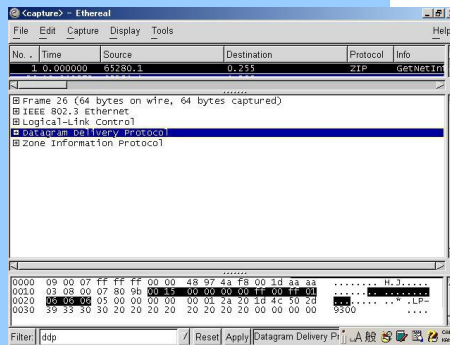 <capture> - Ethereal
File Edit Capture Display Tools Help
No. . Time Source Destination Protocol Info
1 0.000000 65280.1 0.255 ZIP GetNetInf
Frame 26 (64 bytes on wire, 64 bytes captured)
IEEE 802.3 Ethernet
Logical-Link Control
Datagram Delivery Protocol
Zone Information Protocol
0000 09 00 07 ff ff ff 00 00 48 97 4a f8 00 1d aa aa ........ H.J.....
0010 03 08 00 07 80 9b 00 15 00 00 00 00 ff 00 ff 01 ........ ........
0020 06 06 06 05 00 00 00 00 00 01 2a 20 1d 4c 50 2d ........ ..* .LP-
0030 39 33 30 30 20 20 20 20 20 20 20 20 00 00 00 00 9300 ....
Filter: ddp / Reset Apply Datagram Delivery Pr